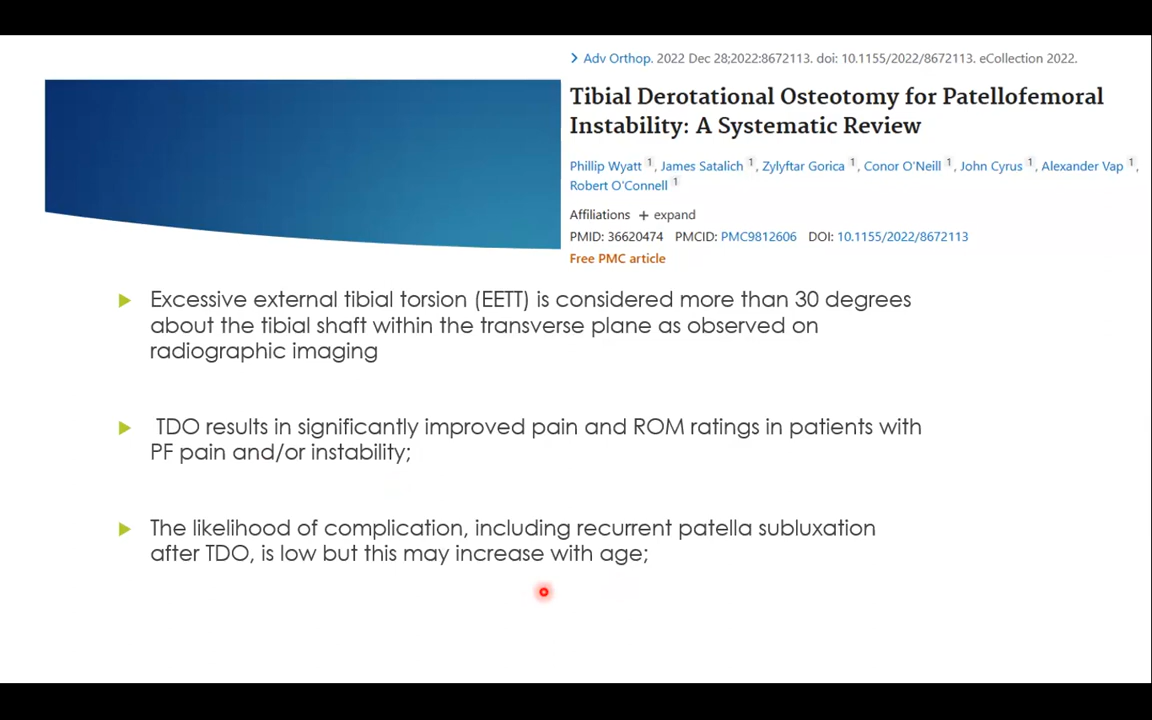 > Adv Orthop. 2022 Dec 28;2022:8672113. doi: 10.1155/2022/8672113. eCollection 2022.
Tibial Derotational Osteotomy for Patellofemoral
Instability: A Systematic Review
Phillip Wyatt 1, James Satalich 1, Zylyftar Gorica 1, Conor O'Neill 1, John Cyrus 1, Alexander Vap 1,
Robert O'Connell 1
Affiliations + expand
PMID: 36620474 PMCID: PMC9812606 DOI: 10.1155/2022/8672113
Free PMC article
Excessive external tibial torsion (EETT) is considered more than 30 degrees
about the tibial shaft within the transverse plane as observed on
radiographic imaging
TDO results in significantly improved pain and ROM ratings in patients with
PF pain and/or instability;
The likelihood of complication, including recurrent patella subluxation
after TDO, is low but this may increase with age;